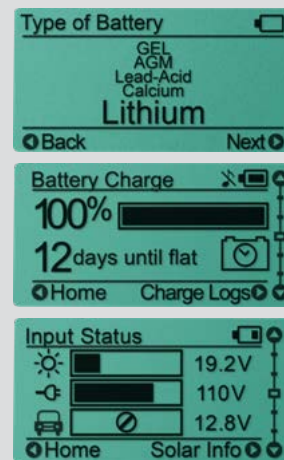 Type of Battery
GEL
AGM
Lead-Acid
Calcium
Lithium
Back Next
Battery Charge
100%
12 days until flat
Home Charge Logs
Input Status
19.2V
110V
12.8V
Home Solar Info